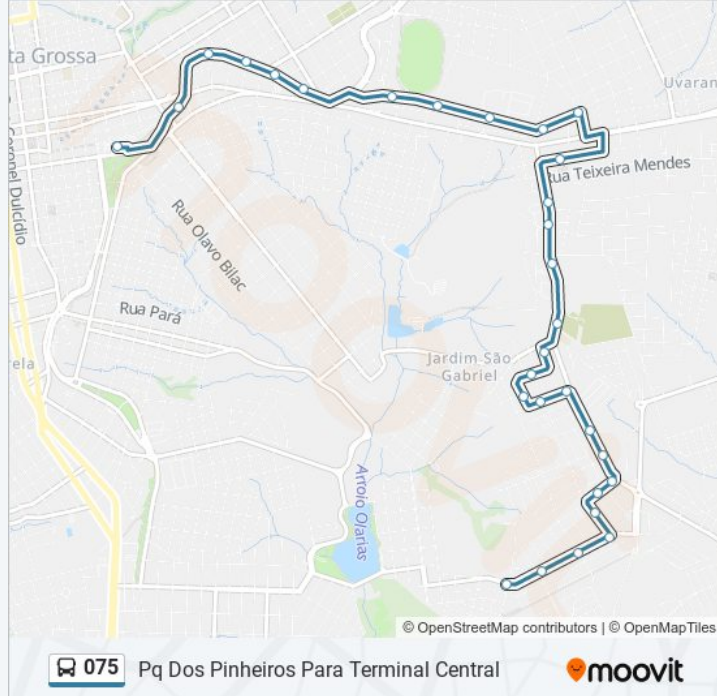 ta Grossa
Uvaran
Coronel Dulcídio
Rua Teixeira Mendes
Rua Olavo Bilac
Rua Pará
rela
Jardim São
Gabriel
Arroio Olarias
© OpenStreetMap contributors | © OpenMapTiles
075 Pq Dos Pinheiros Para Terminal Central
moovit